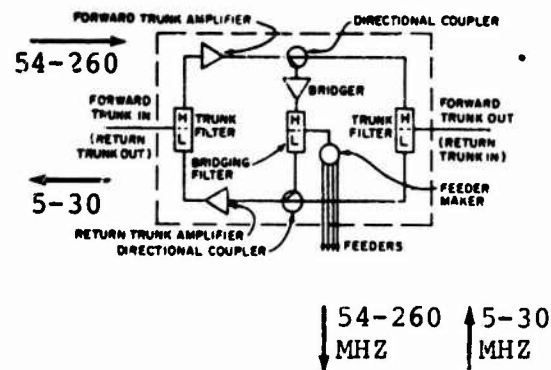 FORWARD TRUNK AMPLIFIER
DIRECTIONAL COUPLER
54-260
BRIDGER
FORWARD
TRUNK IN
(RETURN
TRUNK OUT)
H
L
TRUNK
FILTER
H
L
BRIDGING
FILTER
TRUNK
FILTER
H
L
FORWARD
TRUNK OUT
(RETURN
TRUNK IN)
FEEDER
MAKER
5-30
RETURN TRUNK AMPLIFIER
DIRECTIONAL COUPLER
FEEDERS
54-260
MHZ
5-30
MHZ